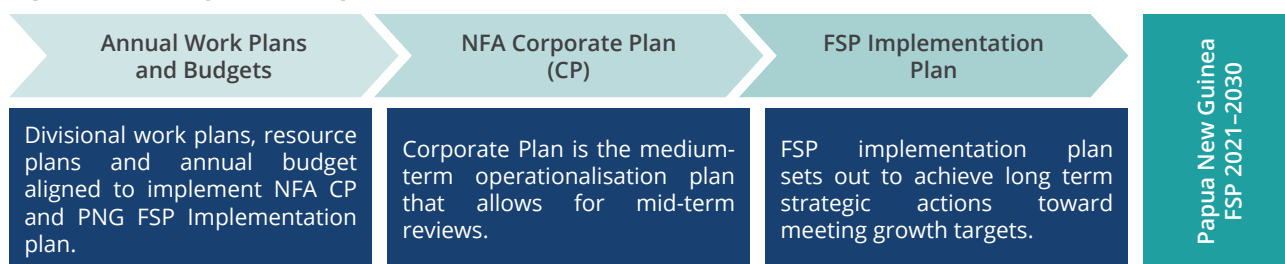 Annual Work Plans
and Budgets
NFA Corporate Plan
(CP)
FSP Implementation
Plan
Divisional work plans, resource
plans and annual budget
aligned to implement NFA CP
and PNG FSP Implementation
plan.
Corporate Plan is the medium-
term operationalisation plan
that allows for mid-term
reviews.
FSP implementation plan
sets out to achieve long term
strategic actions toward
meeting growth targets.
Papua New Guinea
FSP 2021–2030